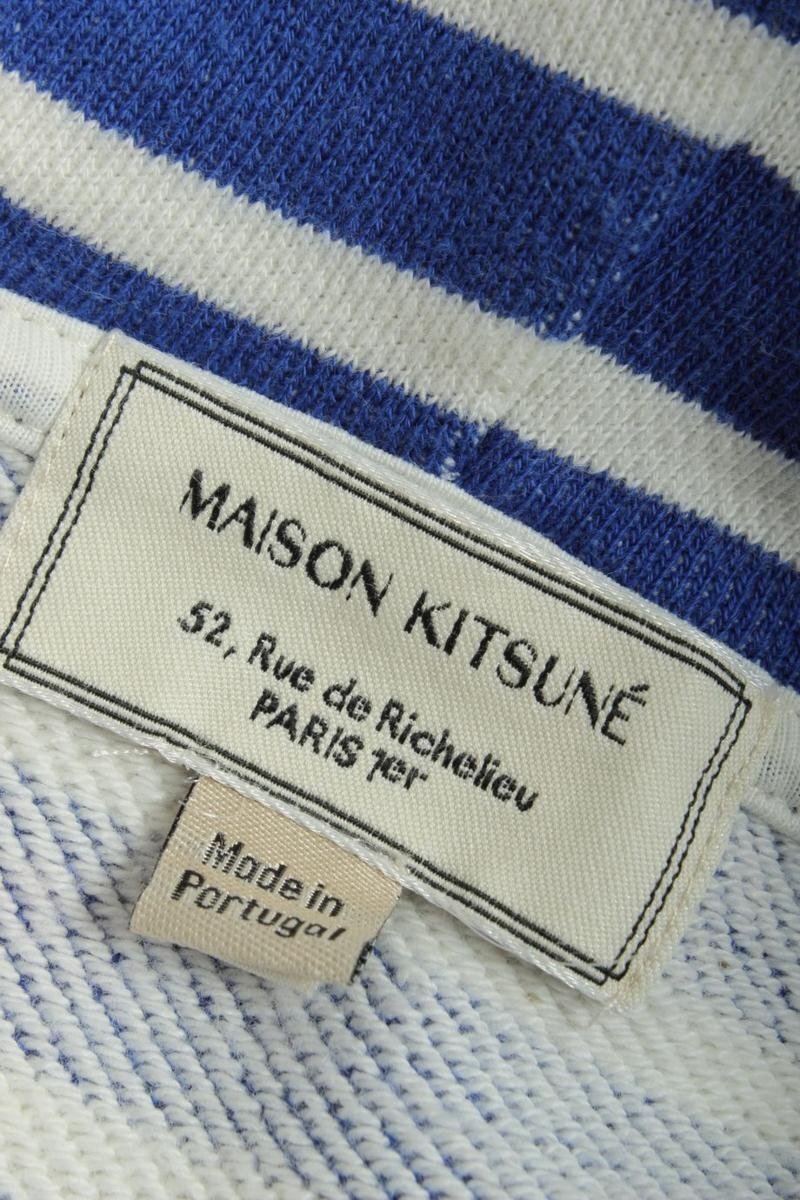 MAISON KITSUNÉ
52, Rue de Richelieu
PARIS 1er
Made in
Portugal